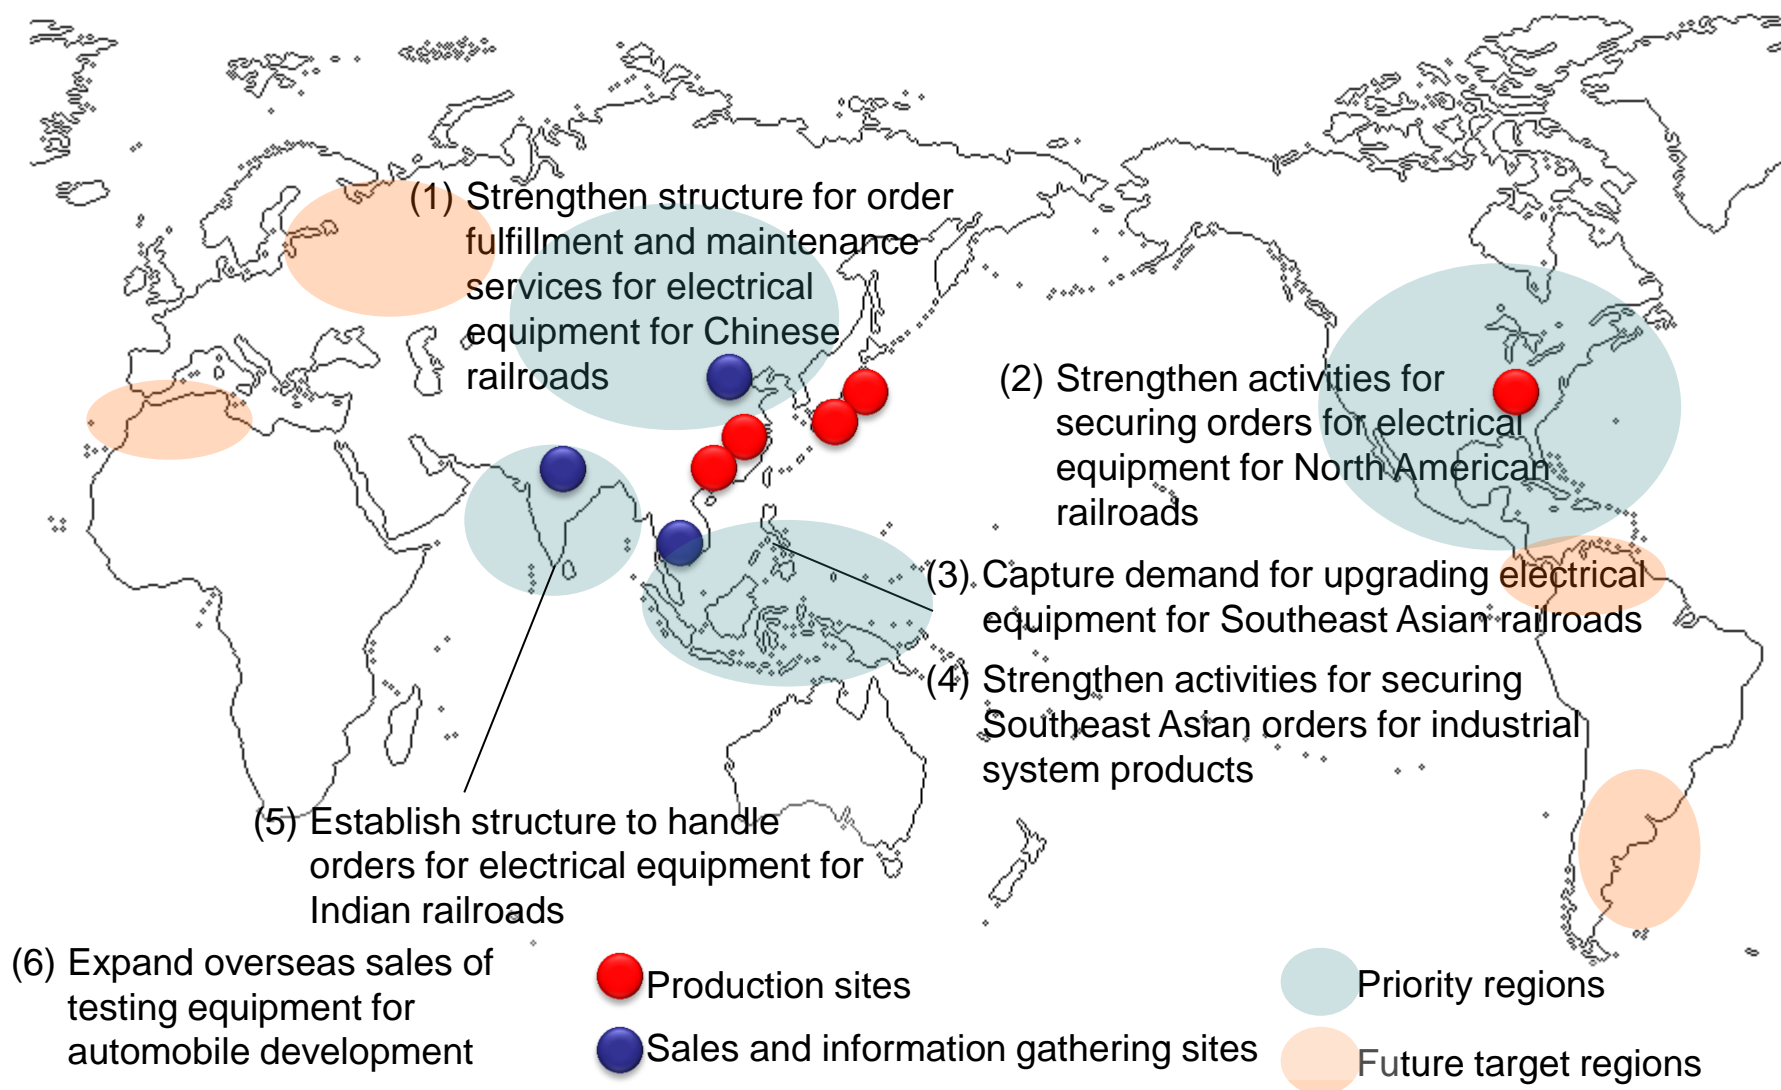 (1) Strengthen structure for order
fulfillment and maintenance
services for electrical
equipment for Chinese
railroads
(2) Strengthen activities for
securing orders for electrical
equipment for North American
railroads
(3) Capture demand for upgrading electrical
equipment for Southeast Asian railroads
(4) Strengthen activities for securing
Southeast Asian orders for industrial
system products
(5) Establish structure to handle
orders for electrical equipment for
Indian railroads
(6) Expand overseas sales of
testing equipment for
automobile development
Production sites
Sales and information gathering sites
Priority regions
Future target regions